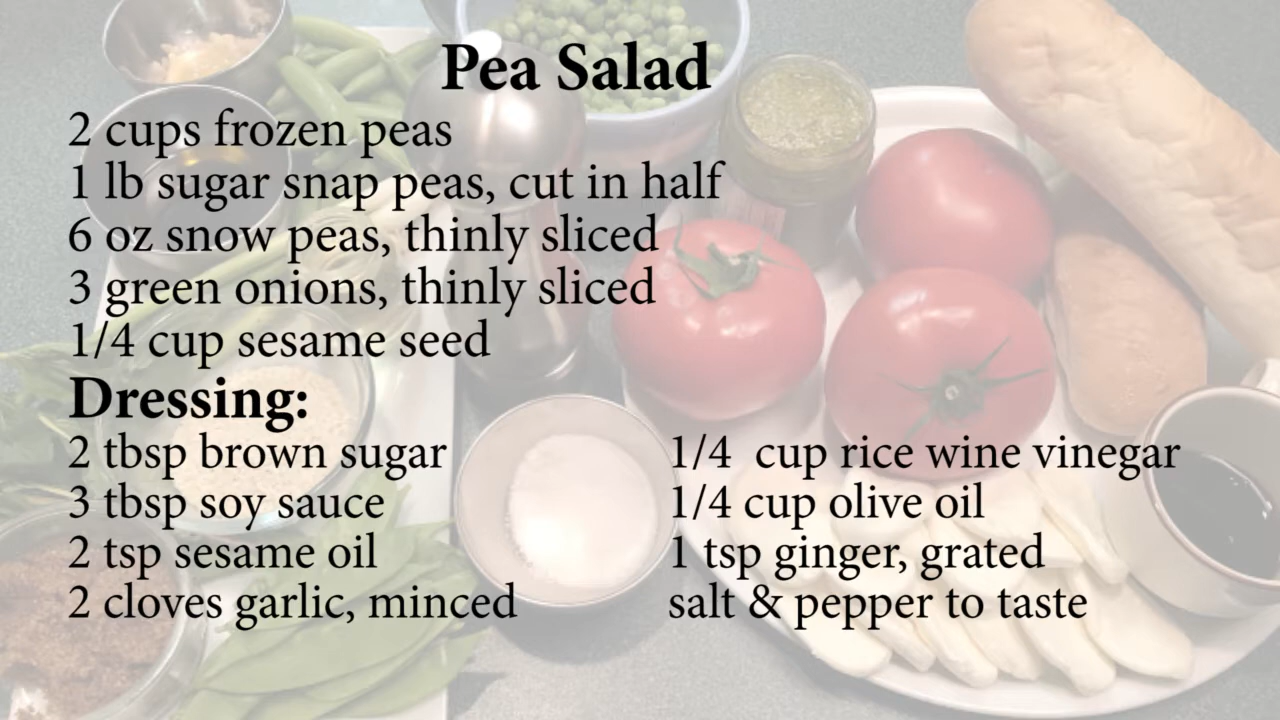 Pea Salad
2 cups frozen peas
1 lb sugar snap peas, cut in half
6 oz snow peas, thinly sliced
3 green onions, thinly sliced
1/4 cup sesame seed
Dressing:
2 tbsp brown sugar
3 tbsp soy sauce
2 tsp sesame oil
2 cloves garlic, minced
1/4 cup rice wine vinegar
1/4 cup olive oil
1 tsp ginger, grated
salt & pepper to taste